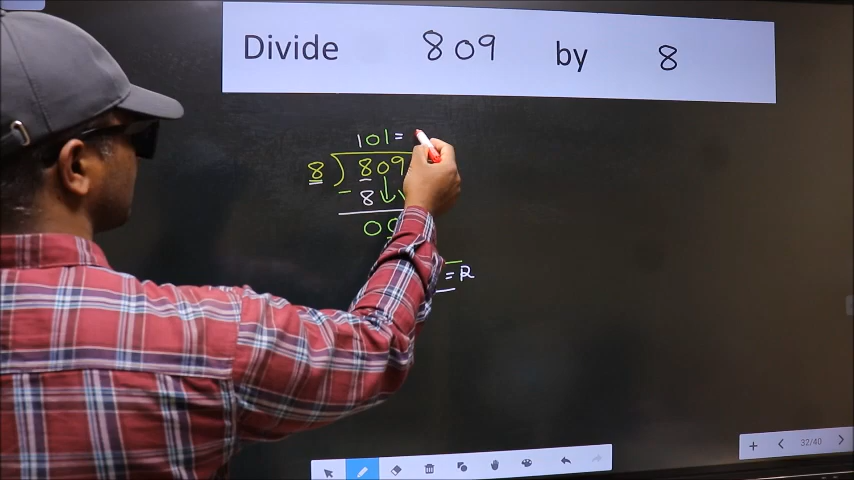 Divide 809 by 8
101 =
8 ) 809
- 8
00
= R
32/40